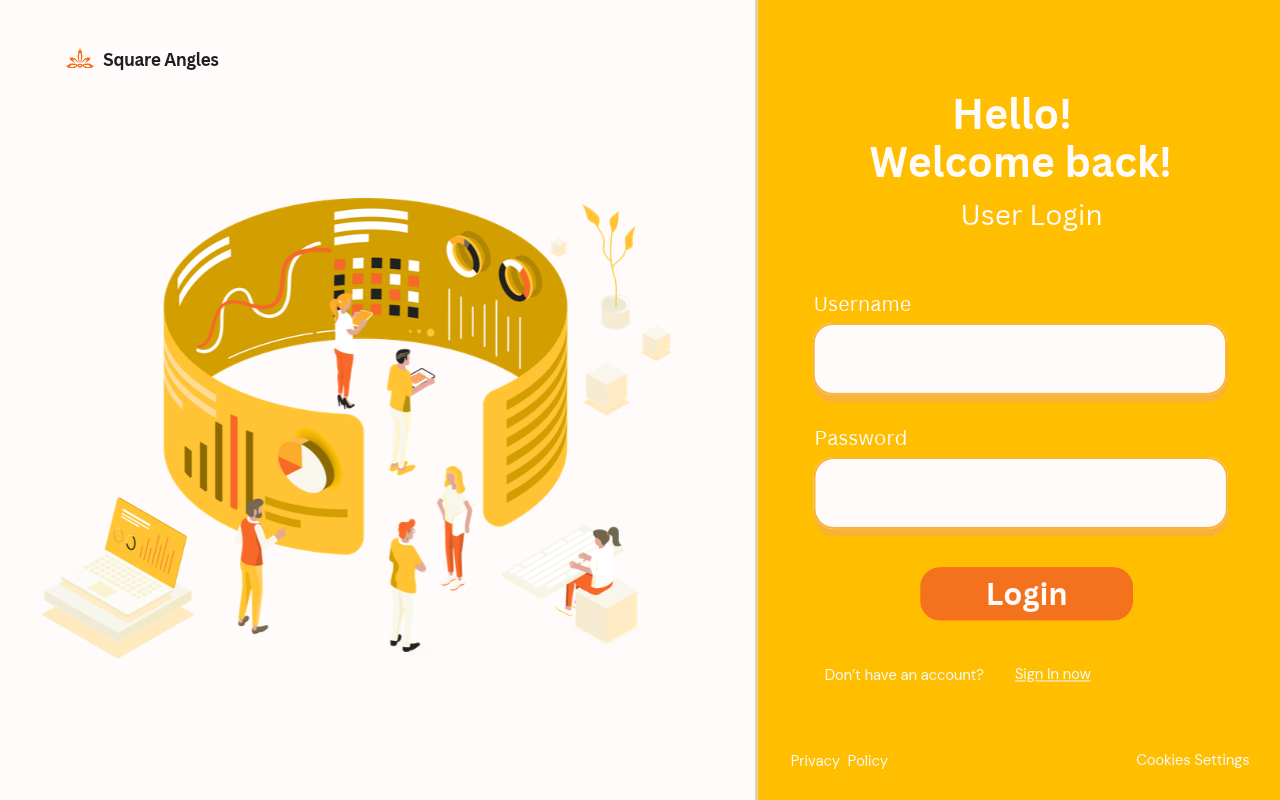 Square Angles
Hello!
Welcome back!
User Login
Username
Password
Login
Don't have an account? Sign In now
Privacy Policy Cookies Settings